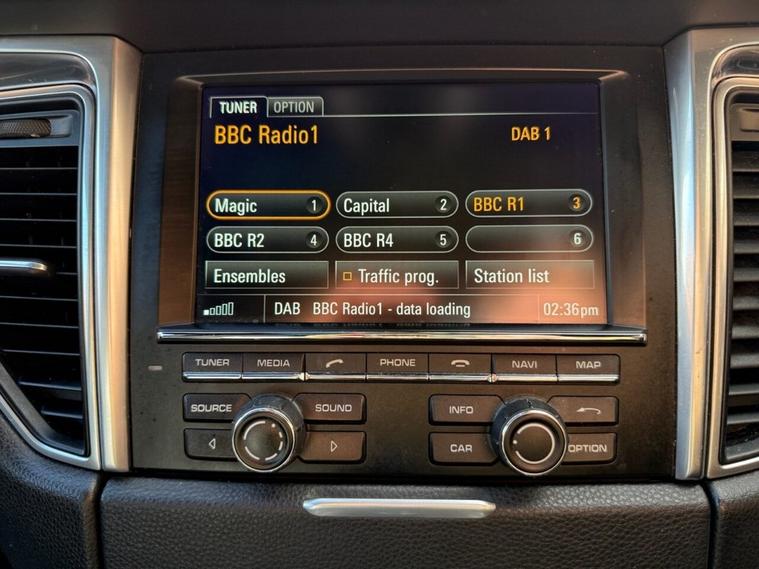 TUNER OPTION
BBC Radio1 DAB 1
Magic 1 Capital 2 BBC R1 3
BBC R2 4 BBC R4 5 6
Ensembles Traffic prog. Station list
DAB BBC Radio1 - data loading 02:36pm
TUNER MEDIA PHONE NAVI MAP
SOURCE SOUND INFO
CAR OPTION